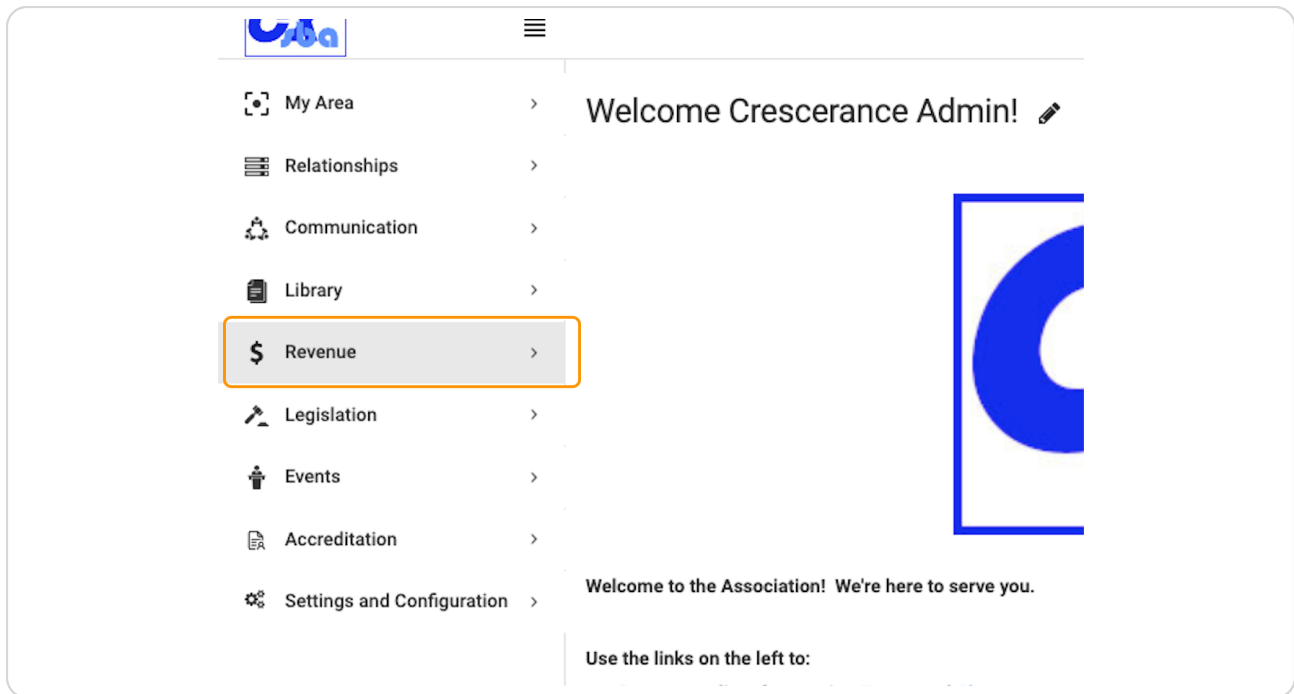 sba
My Area
Relationships
Communication
Library
Revenue
Legislation
Events
Accreditation
Settings and Configuration
Welcome Crescerance Admin!
Welcome to the Association! We're here to serve you.
Use the links on the left to: